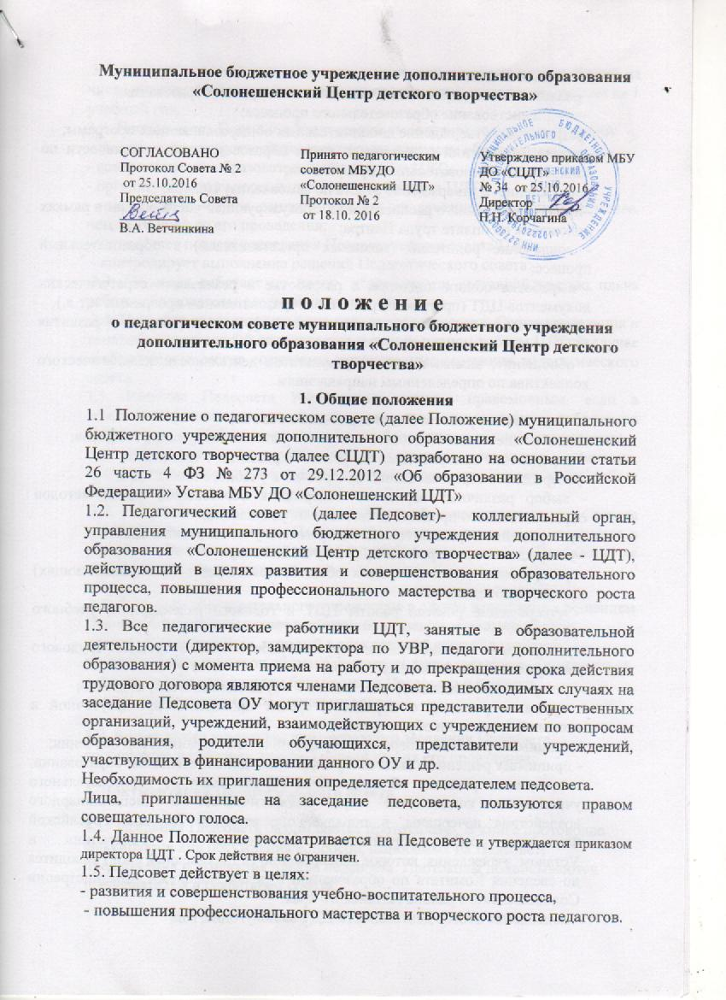 Муниципальное бюджетное учреждение дополнительного образования
«Солонешенский Центр детского творчества»
СОГЛАСОВАНО
Протокол Совета № 2
от 25.10.2016
Председатель Совета
В.А. Ветчинкина
Принято педагогическим
советом МБУДО
«Солонешенский ЦДТ»
Протокол № 2
от 18.10. 2016
Утверждено приказом МБУ
ДО «СЦДТ»
№ 34 от 25.10.2016
Директор
Н.Н. Корчагина
п о л о ж е н и е
о педагогическом совете муниципального бюджетного учреждения
дополнительного образования «Солонешенский Центр детского
творчества»
1. Общие положения
1.1 Положение о педагогическом совете (далее Положение) муниципального
бюджетного учреждения дополнительного образования «Солонешенский
Центр детского творчества (далее СЦДТ) разработано на основании статьи
26 часть 4 ФЗ № 273 от 29.12.2012 «Об образовании в Российской
Федерации» Устава МБУ ДО «Солонешенский ЦДТ»
1.2. Педагогический совет (далее Педсовет)- коллегиальный орган,
управления муниципального бюджетного учреждения дополнительного
образования «Солонешенский Центр детского творчества» (далее - ЦДТ),
действующий в целях развития и совершенствования образовательного
процесса, повышения профессионального мастерства и творческого роста
педагогов.
1.3. Все педагогические работники ЦДТ, занятые в образовательной
деятельности (директор, замдиректора по УВР, педагоги дополнительного
образования) с момента приема на работу и до прекращения срока действия
трудового договора являются членами Педсовета. В необходимых случаях на
заседание Педсовета ОУ могут приглашаться представители общественных
организаций, учреждений, взаимодействующих с учреждением по вопросам
образования, родители обучающихся, представители учреждений,
участвующих в финансировании данного ОУ и др.
Необходимость их приглашения определяется председателем педсовета.
Лица, приглашенные на заседание педсовета, пользуются правом
совещательного голоса.
1.4. Данное Положение рассматривается на Педсовете и утверждается приказом
директора ЦДТ . Срок действия не ограничен.
1.5. Педсовет действует в целях:
- развития и совершенствования учебно-воспитательного процесса,
- повышения профессионального мастерства и творческого роста педагогов.